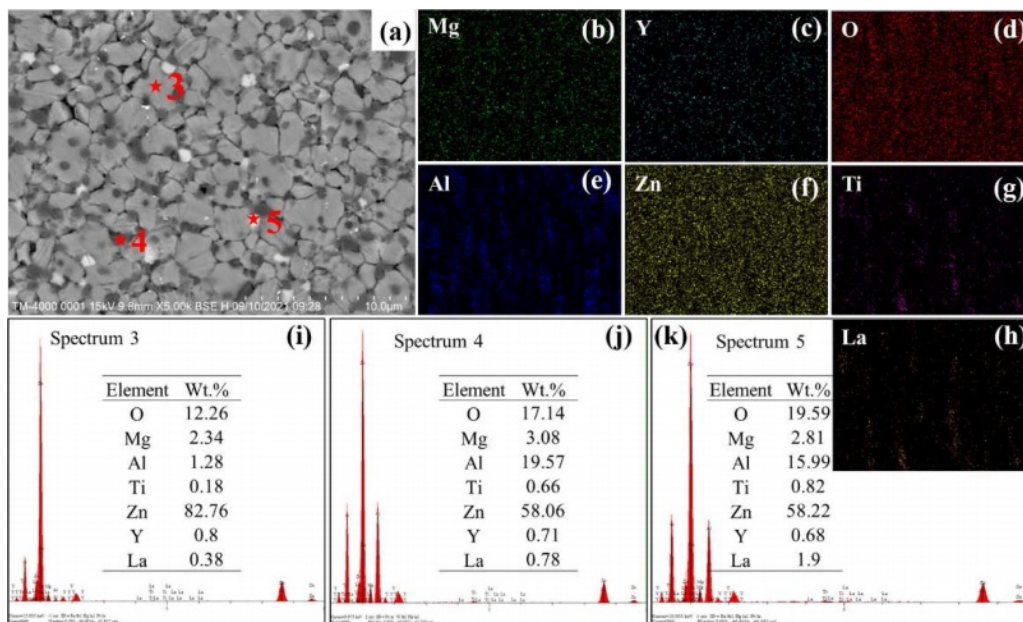 (a)
3
4
5
TM-4000 0001 15kV 9.8mm X5.00k BSE H 09/10/2021 09:28 10.0µm
Mg (b)
Y (c)
O (d)
Al (e)
Zn (f)
Ti (g)
La (h)
Spectrum 3 (i)
Element Wt.%
O 12.26
Mg 2.34
Al 1.28
Ti 0.18
Zn 82.76
Y 0.8
La 0.38
Spectrum 4 (j)
Element Wt.%
O 17.14
Mg 3.08
Al 19.57
Ti 0.66
Zn 58.06
Y 0.71
La 0.78
(k) Spectrum 5
Element Wt.%
O 19.59
Mg 2.81
Al 15.99
Ti 0.82
Zn 58.22
Y 0.68
La 1.9